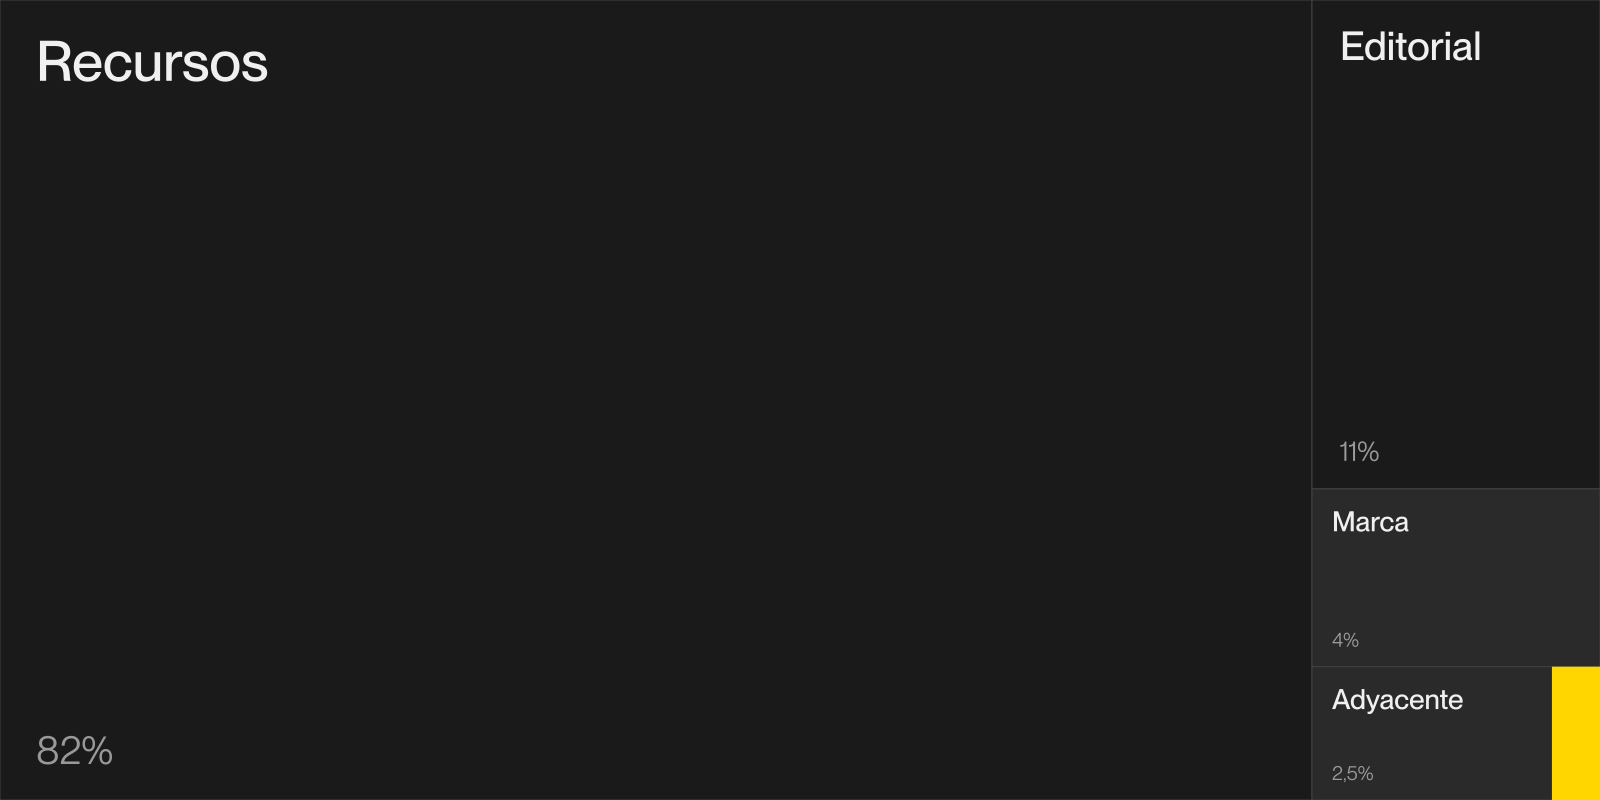 Recursos
82%
Editorial
11%
Marca
4%
Adyacente
2,5%